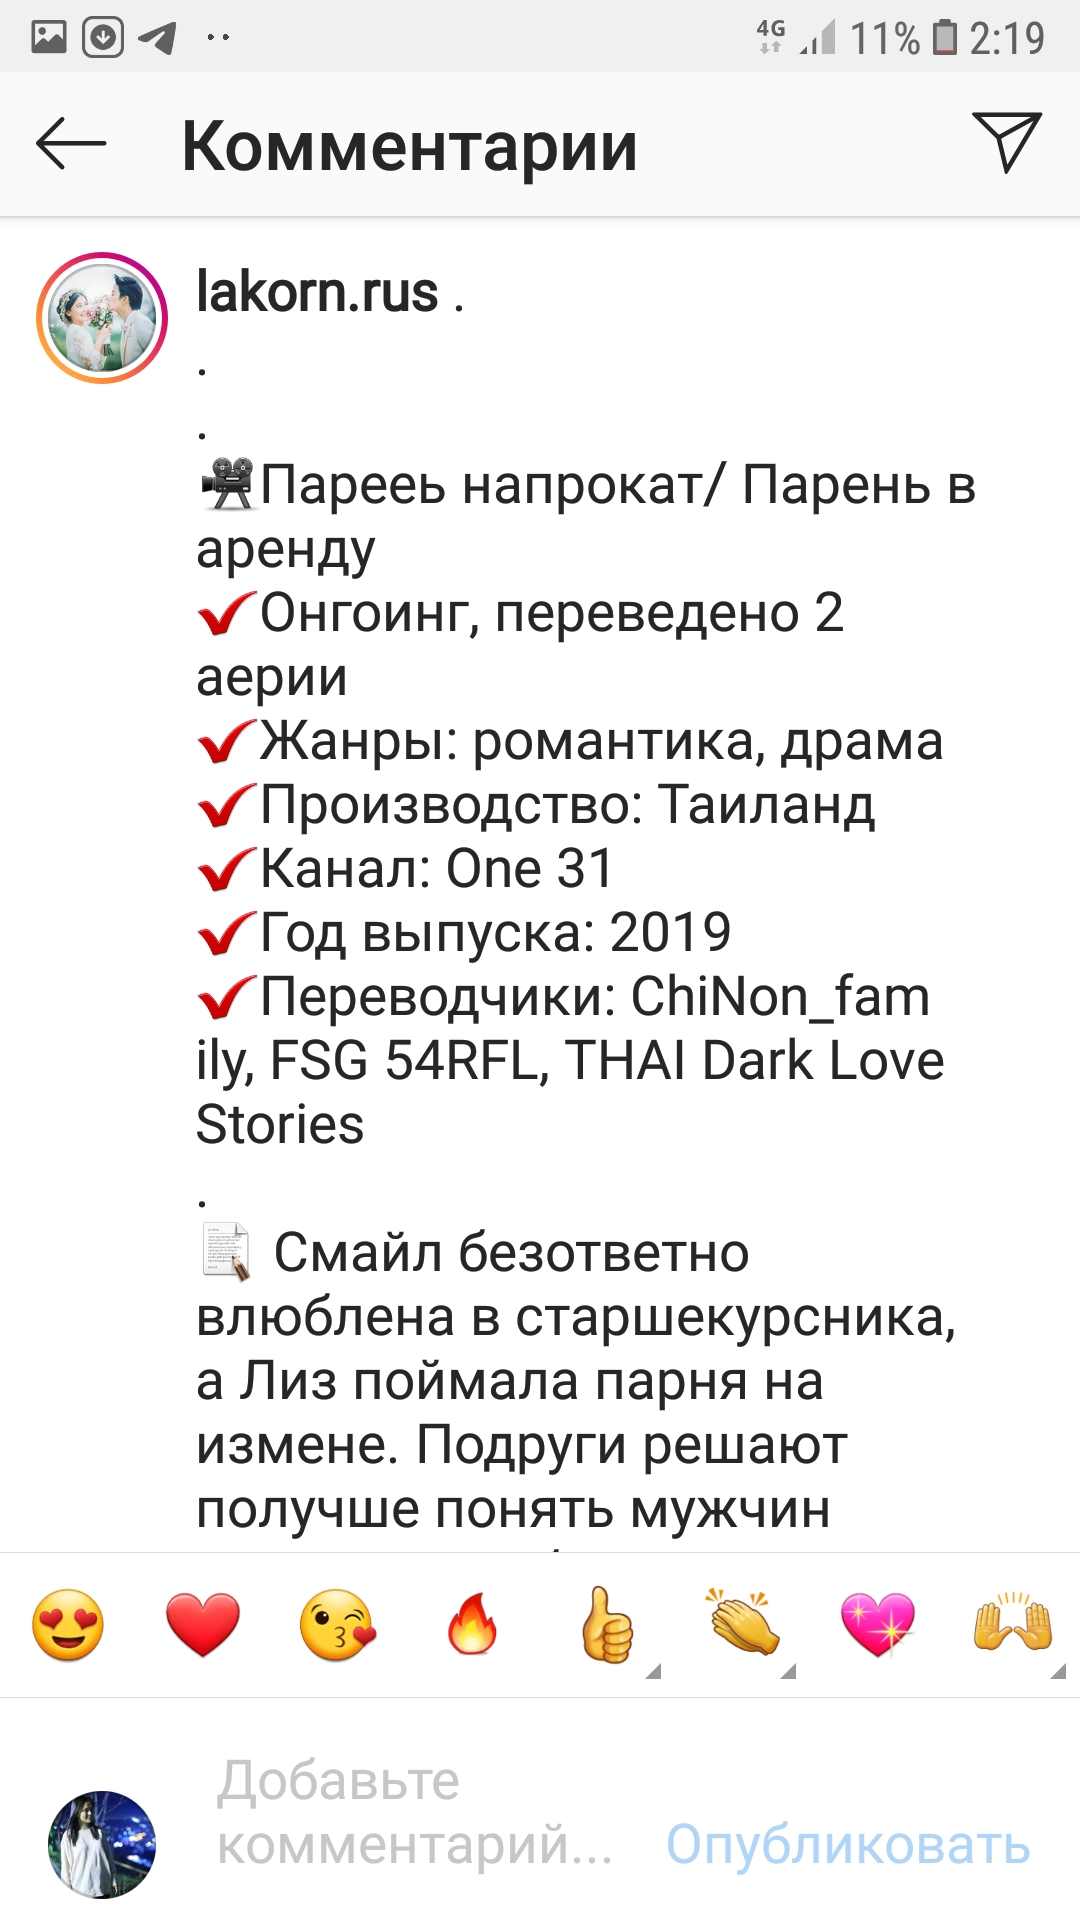 4G 11% 2:19
Комментарии
lakorn.rus .
.
.
🎥Парееь напрокат/ Парень в
аренду
✔Онгоинг, переведено 2
аерии
✔Жанры: романтика, драма
✔Производство: Таиланд
✔Канал: One 31
✔Год выпуска: 2019
✔Переводчики: ChiNon_fam
ily, FSG 54RFL, THAI Dark Love
Stories
.
📝 Смайл безответно
влюблена в старшекурсника,
а Лиз поймала парня на
измене. Подруги решают
получше понять мужчин
😍 ❤ 😘 🔥 👍 👏 💖 🙌
Добавьте
комментарий... Опубликовать